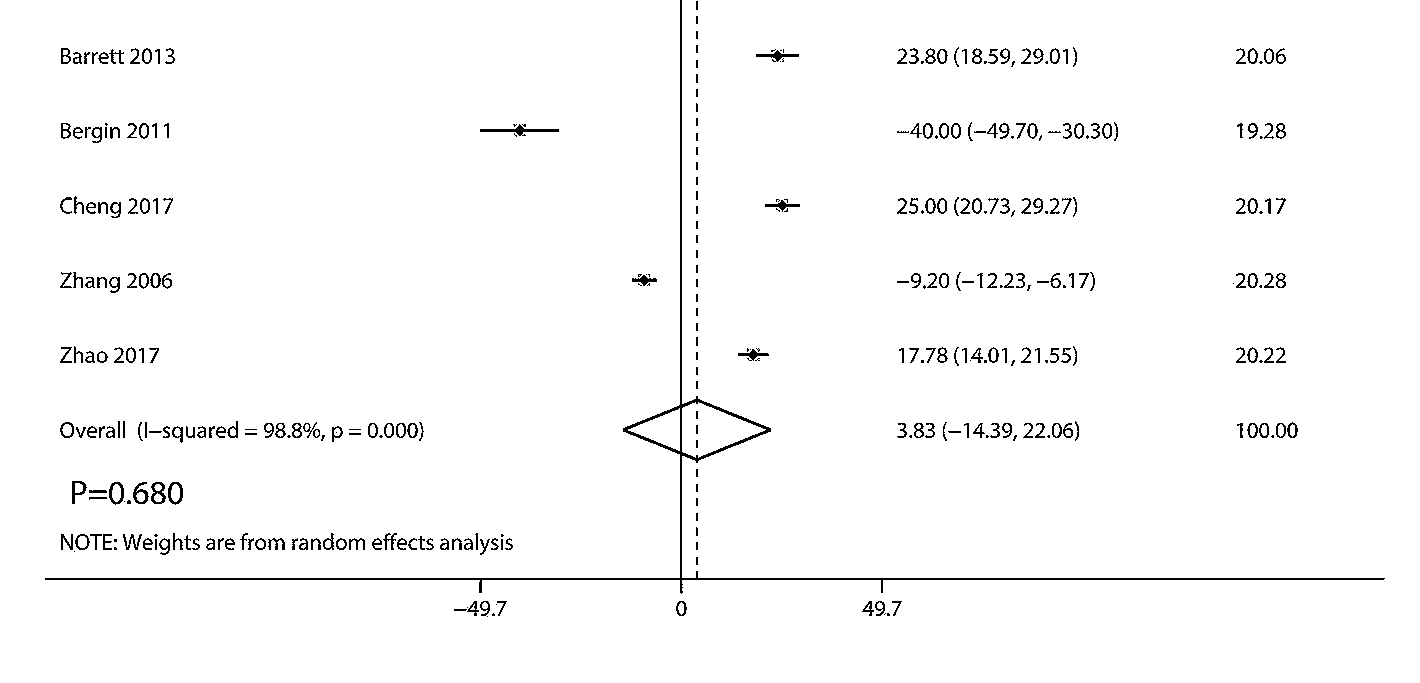 Barrett 2013 23.80 (18.59, 29.01) 20.06
Bergin 2011 −40.00 (−49.70, −30.30) 19.28
Cheng 2017 25.00 (20.73, 29.27) 20.17
Zhang 2006 −9.20 (−12.23, −6.17) 20.28
Zhao 2017 17.78 (14.01, 21.55) 20.22
Overall (I−squared = 98.8%, p = 0.000) 3.83 (−14.39, 22.06) 100.00
P=0.680
NOTE: Weights are from random effects analysis
−49.7 0 49.7